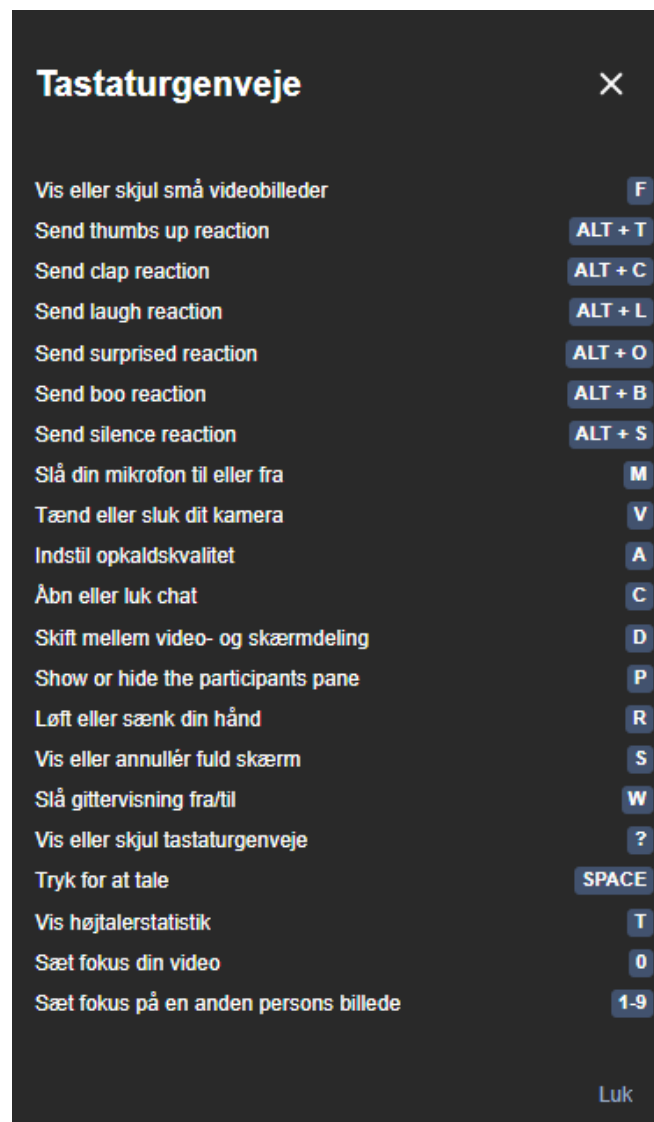 Tastaturgenveje
Vis eller skjul små videobilleder F
Send thumbs up reaction ALT + T
Send clap reaction ALT + C
Send laugh reaction ALT + L
Send surprised reaction ALT + O
Send boo reaction ALT + B
Send silence reaction ALT + S
Slå din mikrofon til eller fra M
Tænd eller sluk dit kamera V
Indstil opkaldskvalitet A
Åbn eller luk chat C
Skift mellem video- og skærmdeling D
Show or hide the participants pane P
Løft eller sænk din hånd R
Vis eller annullér fuld skærm S
Slå gittervisning fra/til W
Vis eller skjul tastaturgenveje ?
Tryk for at tale SPACE
Vis højtalerstatistik T
Sæt fokus din video 0
Sæt fokus på en anden persons billede 1-9
Luk